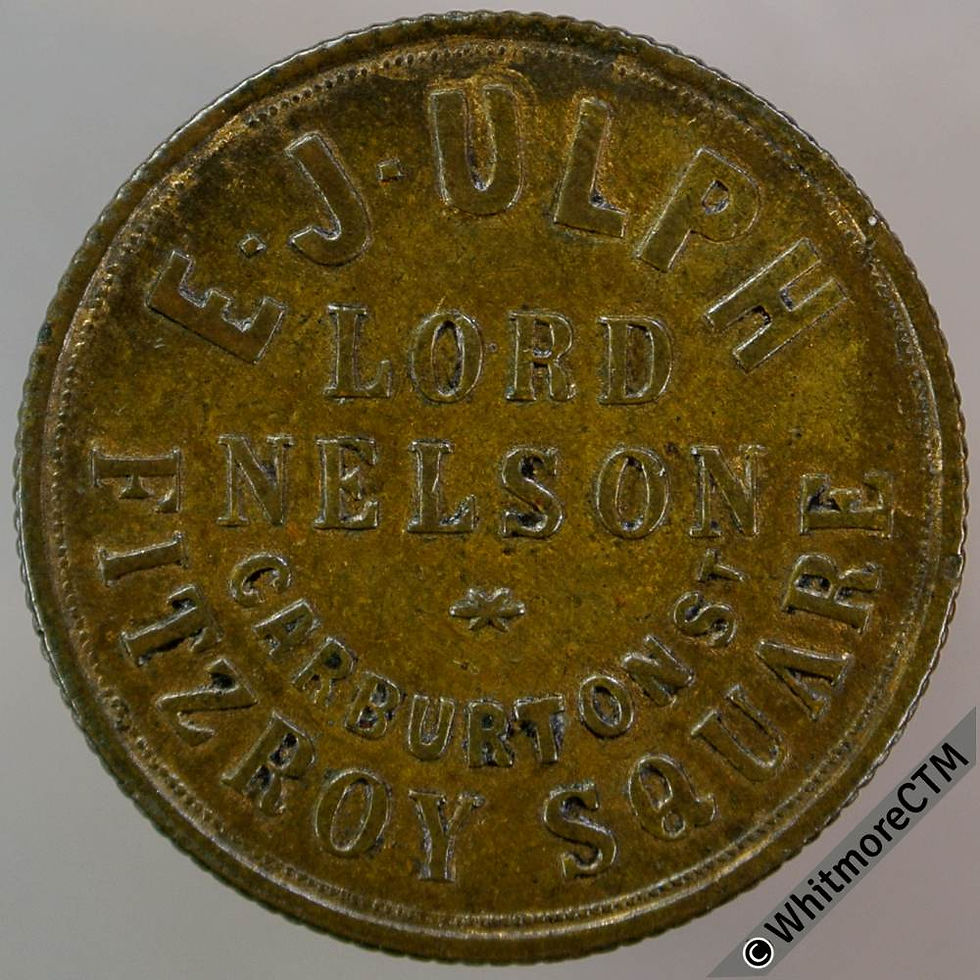 E. J. ULPH
LORD
NELSON
CARBURTON ST
FITZROY SQUARE
© WhitmoreCTM